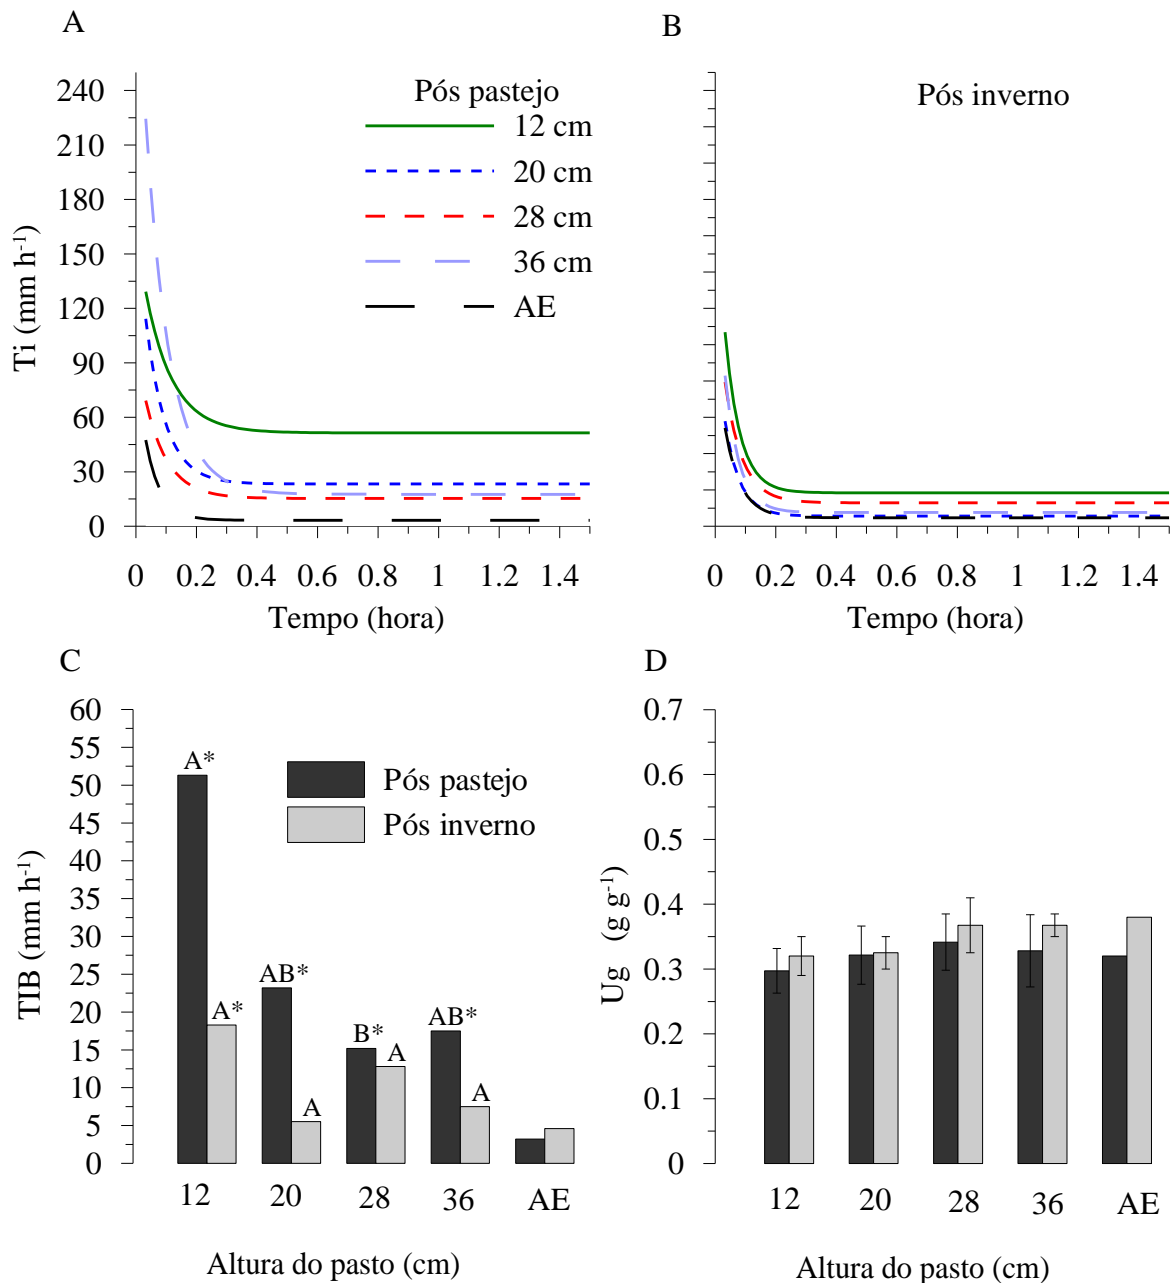 A
B
Pós pastejo
12 cm
20 cm
28 cm
36 cm
AE
Pós inverno
240
210
180
150
120
90
60
30
0
Ti (mm h⁻¹)
0 0.2 0.4 0.6 0.8 1 1.2 1.4
0 0.2 0.4 0.6 0.8 1 1.2 1.4
Tempo (hora)
Tempo (hora)
C
D
60
55
50
45
40
35
30
25
20
15
10
5
0
TIB (mm h⁻¹)
Pós pastejo
Pós inverno
A*
A*
AB*
A
B*
A
AB*
A
12 20 28 36 AE
Altura do pasto (cm)
0.7
0.6
0.5
0.4
0.3
0.2
0.1
0
Ug (g g⁻¹)
12 20 28 36 AE
Altura do pasto (cm)